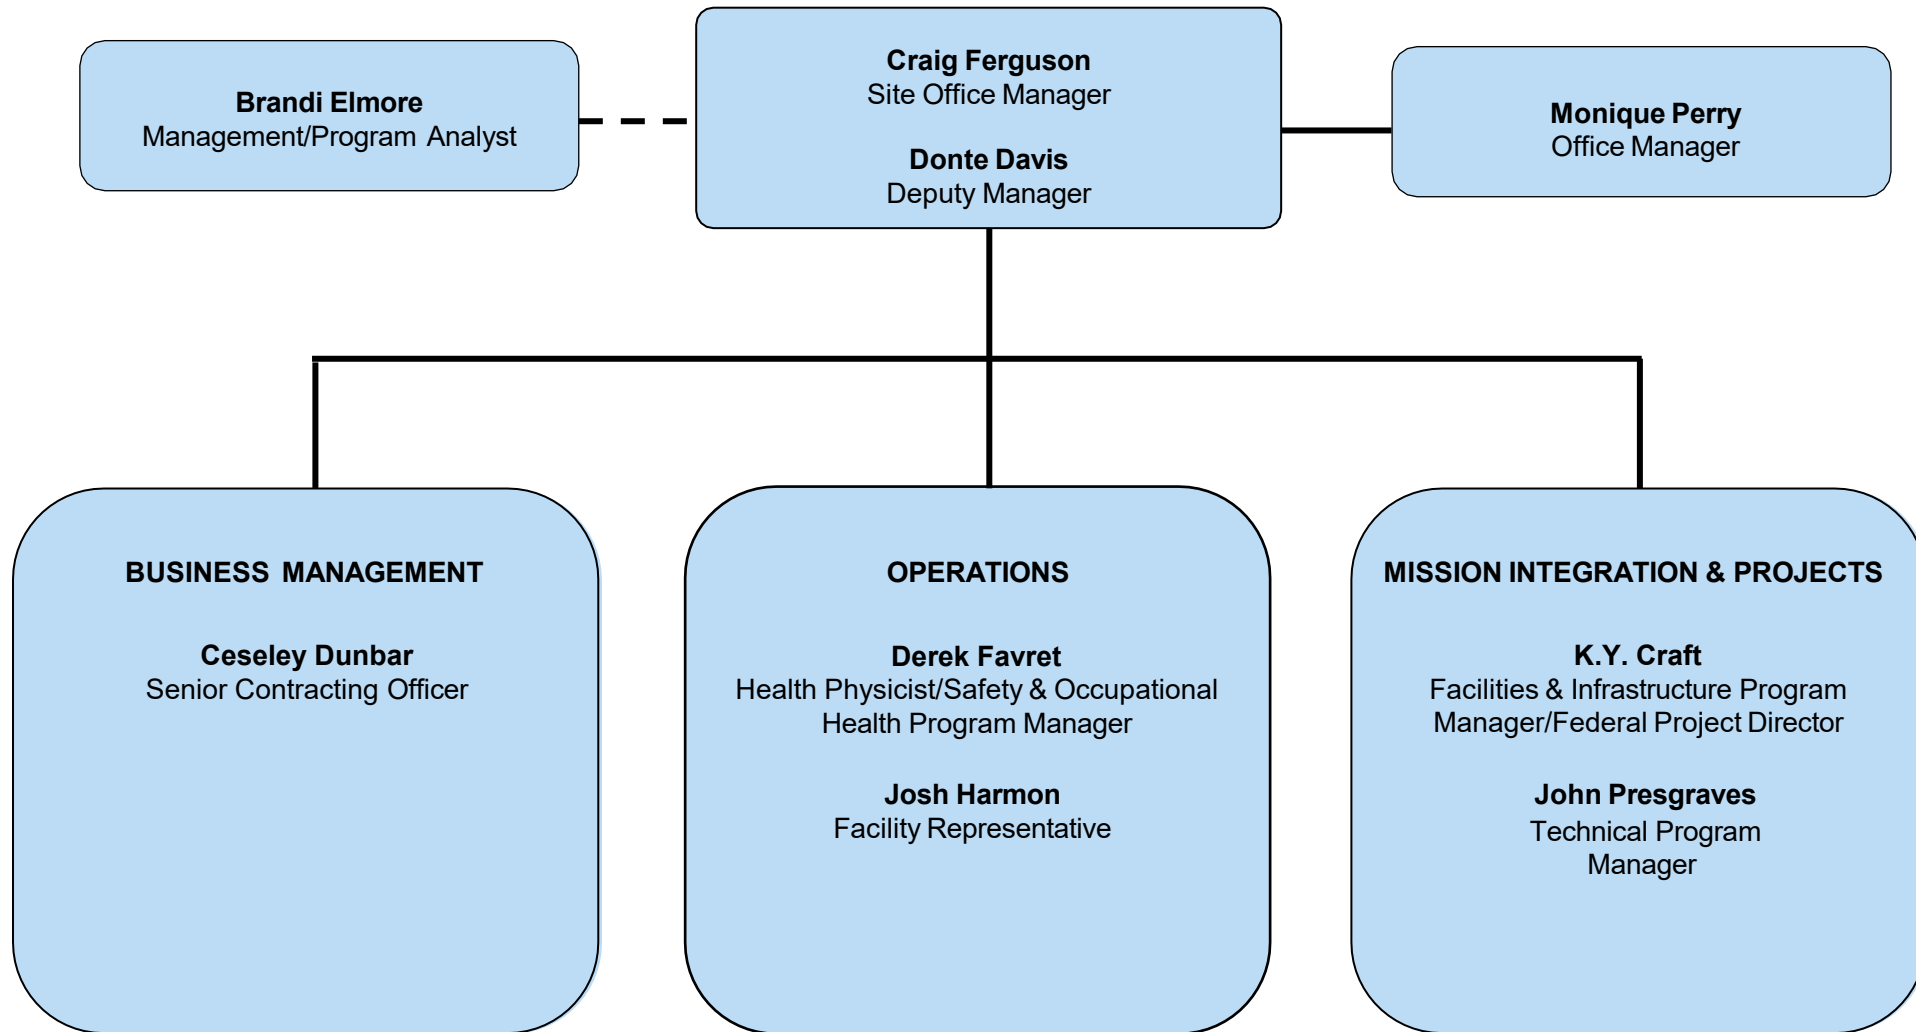 Brandi Elmore
Management/Program Analyst
Craig Ferguson
Site Office Manager
Donte Davis
Deputy Manager
Monique Perry
Office Manager
BUSINESS MANAGEMENT
Ceseley Dunbar
Senior Contracting Officer
OPERATIONS
Derek Favret
Health Physicist/Safety & Occupational
Health Program Manager
Josh Harmon
Facility Representative
MISSION INTEGRATION & PROJECTS
K.Y. Craft
Facilities & Infrastructure Program
Manager/Federal Project Director
John Presgraves
Technical Program
Manager